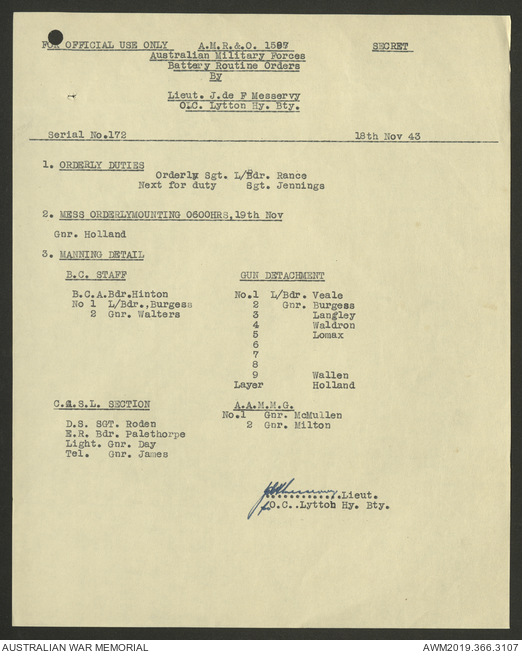 FOR OFFICIAL USE ONLY A.M.R.&.O. 1587 SECRET
Australian Military Forces
Battery Routine Orders
By
Lieut. J.de F Messervy
O.C. Lytton Hy. Bty.
Serial No.172 18th Nov 43
1. ORDERLY DUTIES
Orderly Sgt. L/Bdr. Rance
Next for duty Sgt. Jennings
2. MESS ORDERLYMOUNTING 0600HRS,19th Nov
Gnr. Holland
3. MANNING DETAIL
B.C. STAFF GUN DETACHMENT
B.C.A.Bdr.Hinton No.1 L/Bdr. Veale
No 1 L/Bdr.,Burgess 2 Gnr. Burgess
2 Gnr. Walters 3 Langley
4 Waldron
5 Lomax
6
7
8
9 Wallen
Layer Holland
C.A.S.L. SECTION A.A.M.M.G.
No.1 Gnr. McMullen
D.S. SGT. Roden 2 Gnr. Milton
E.R. Bdr. Palethorpe
Light. Gnr. Day
Tel. Gnr. James
..............Lieut.
O.C..Lytton Hy. Bty.
AUSTRALIAN WAR MEMORIAL AWM2019.366.3107